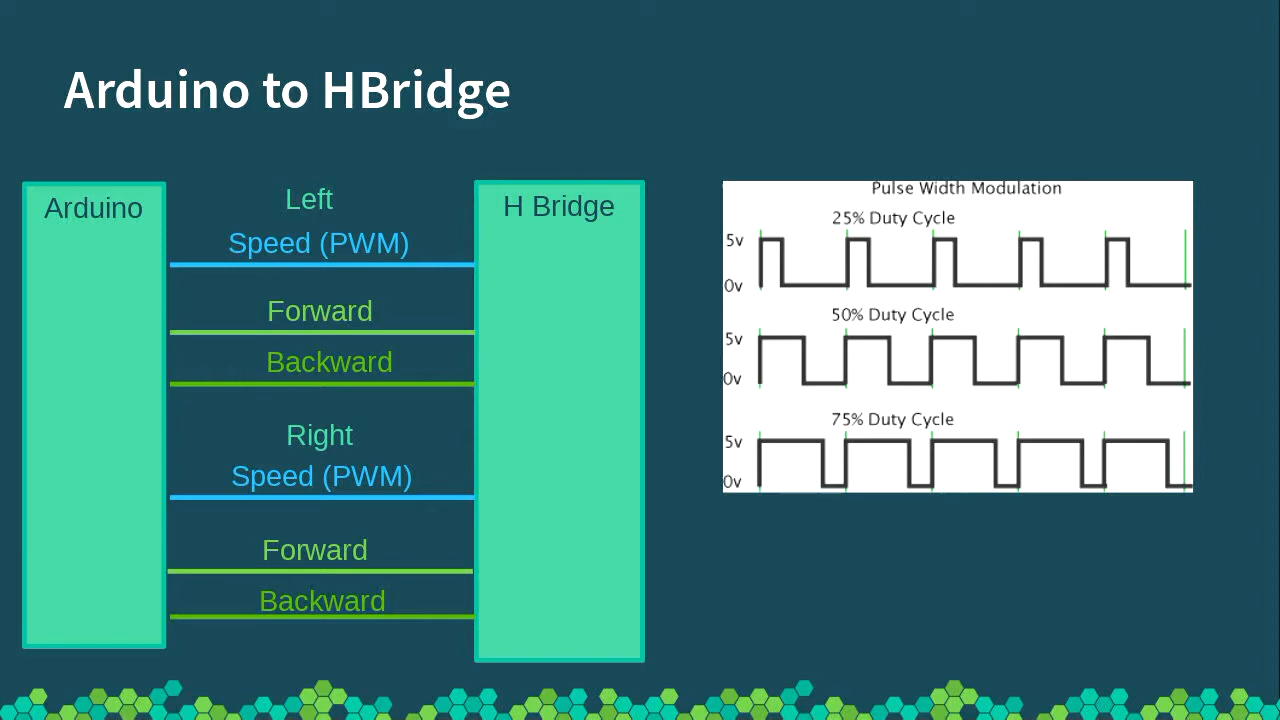 Arduino to HBridge
Arduino
Left
Speed (PWM)
Forward
Backward
Right
Speed (PWM)
Forward
Backward
H Bridge
Pulse Width Modulation
25% Duty Cycle
5v
0v
50% Duty Cycle
5v
0v
75% Duty Cycle
5v
0v